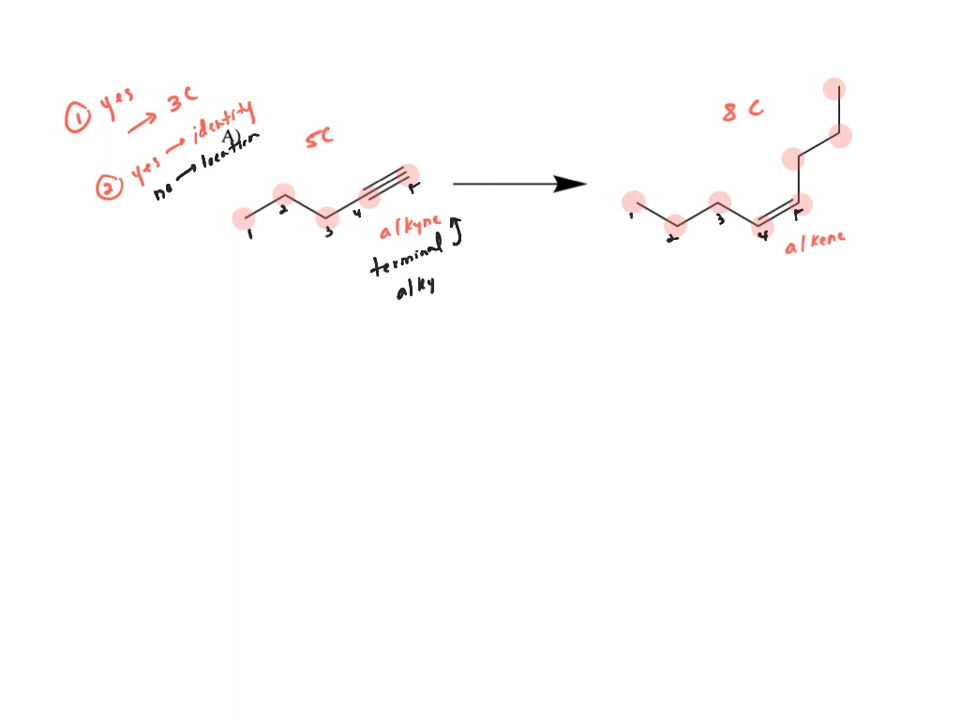 ① yes
→ 3C
② yes → identity
no → location
5C
1
2
3
4
5
alkyne
terminal
alky
8 C
1
2
3
4
5
alkene